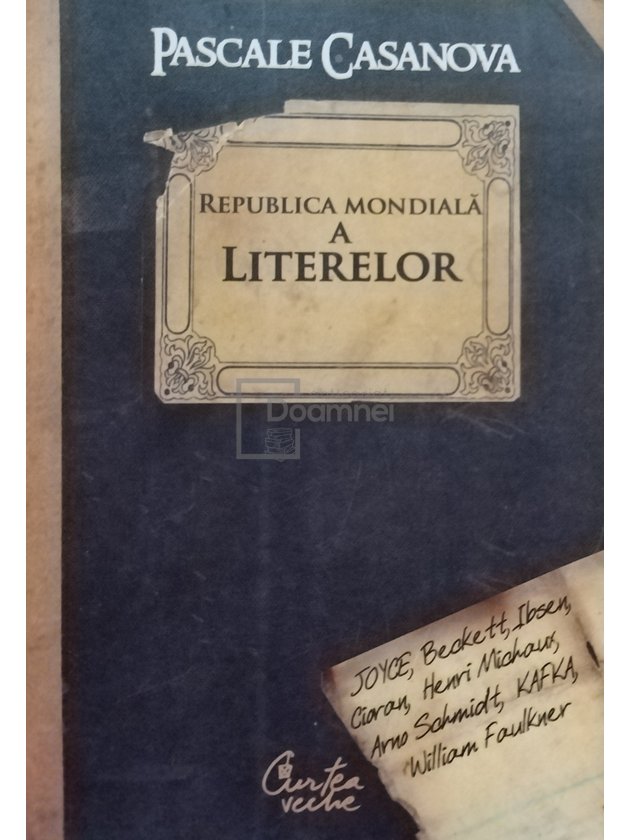 PASCALE CASANOVA
REPUBLICA MONDIALĂ
A
LITERELOR
Doamnei
JOYCE, Beckett, Ibsen,
Cioran, Henri Michaux,
Arno Schmidt, KAFKA,
William Faulkner
Curtea
veche